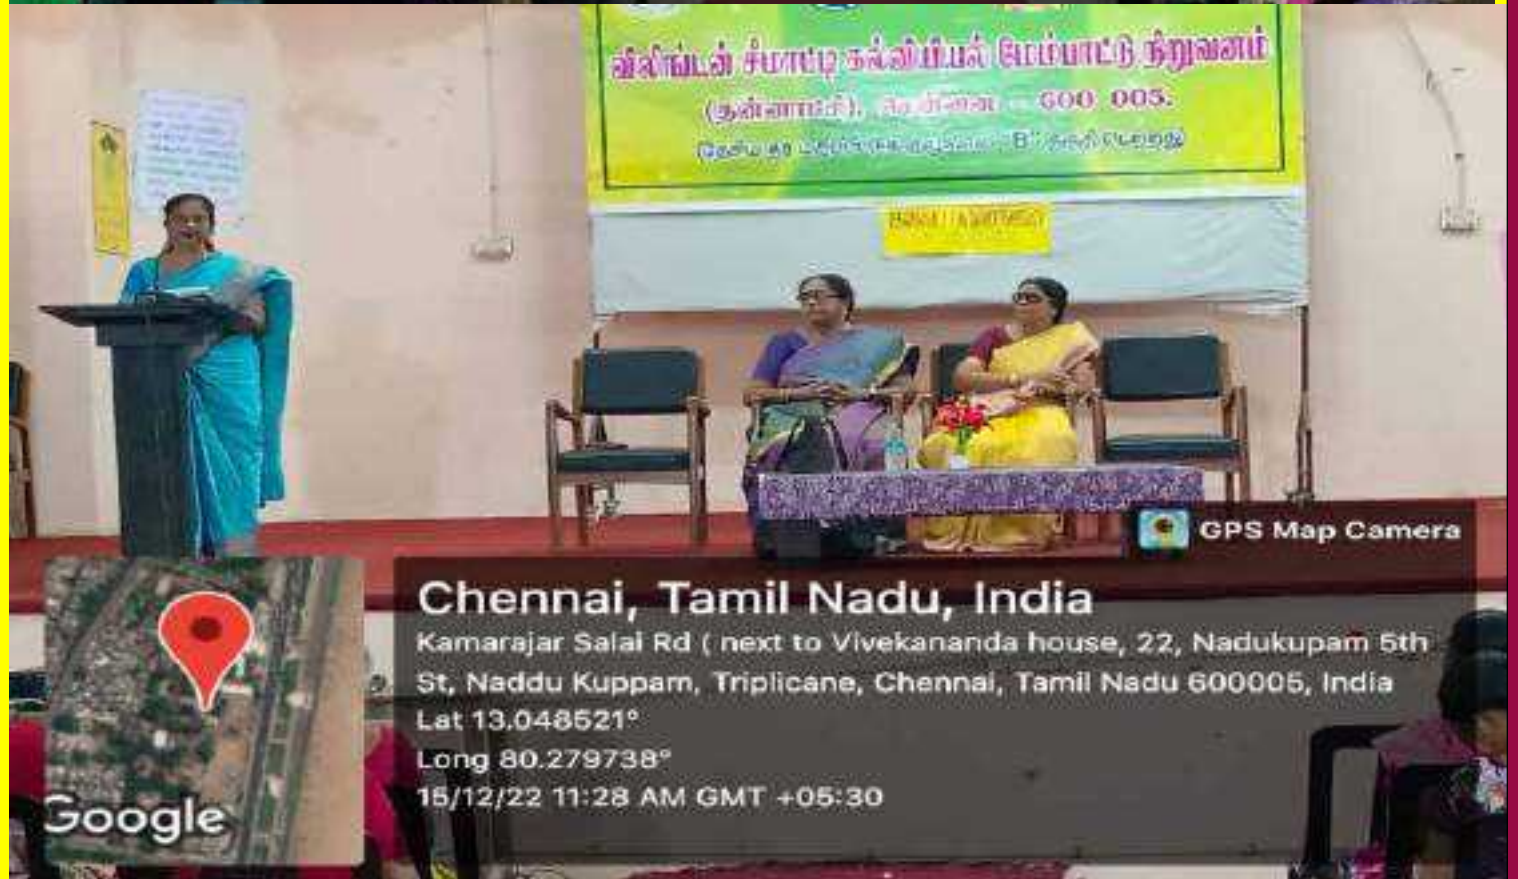 விலிங்டன் சீமாட்டி கல்வியியல் மேம்பாட்டு நிறுவனம்
(தன்னாட்சி), சென்னை - 600 005.
"B"
GPS Map Camera
Chennai, Tamil Nadu, India
Kamarajar Salai Rd ( next to Vivekananda house, 22, Nadukupam 5th
St, Naddu Kuppam, Triplicane, Chennai, Tamil Nadu 600005, India
Lat 13.048521°
Long 80.279738°
15/12/22 11:28 AM GMT +05:30
Google